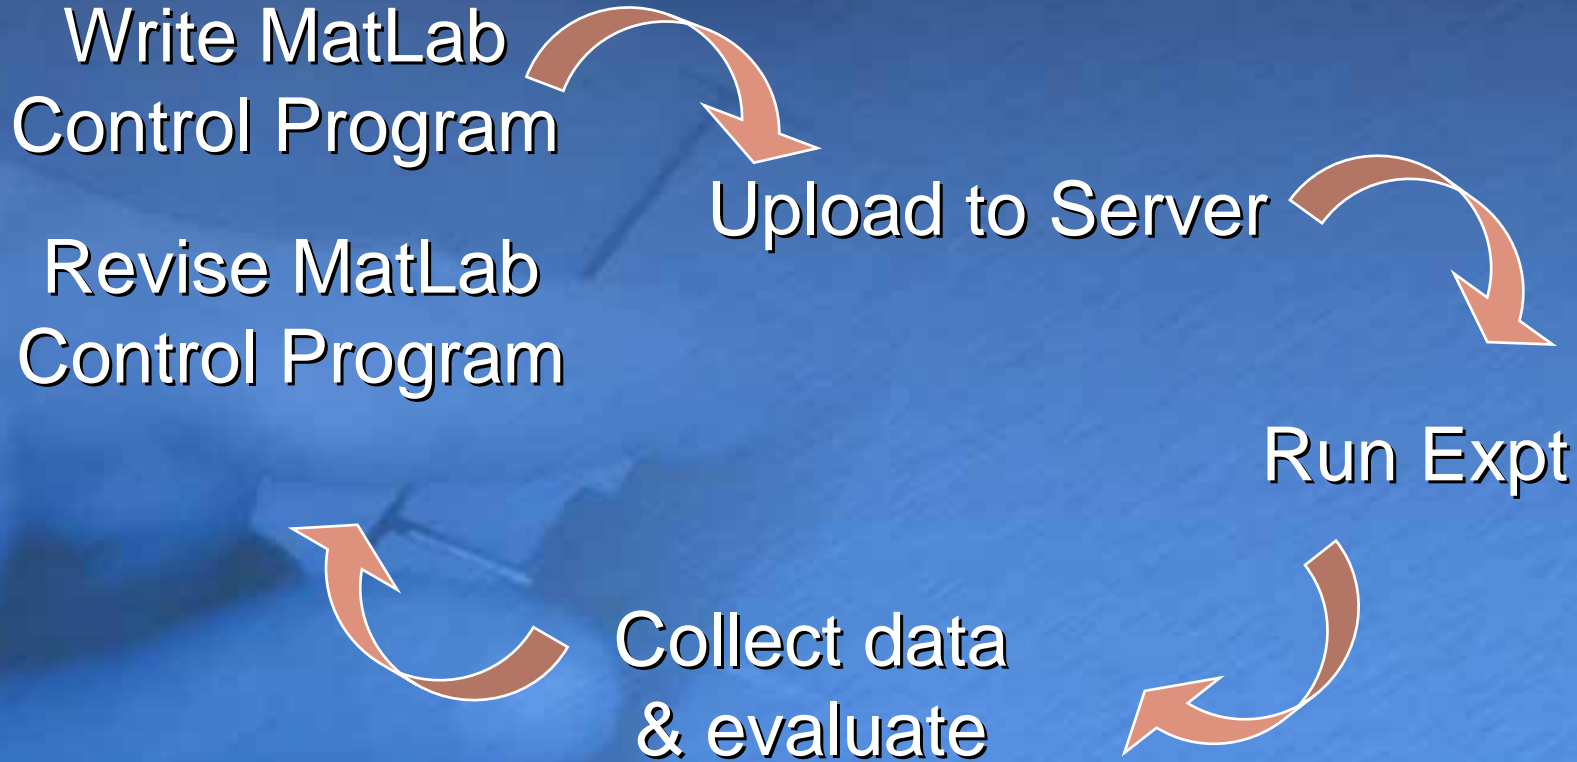 Write MatLab
Control Program
Upload to Server
Revise MatLab
Control Program
Run Expt
Collect data
& evaluate